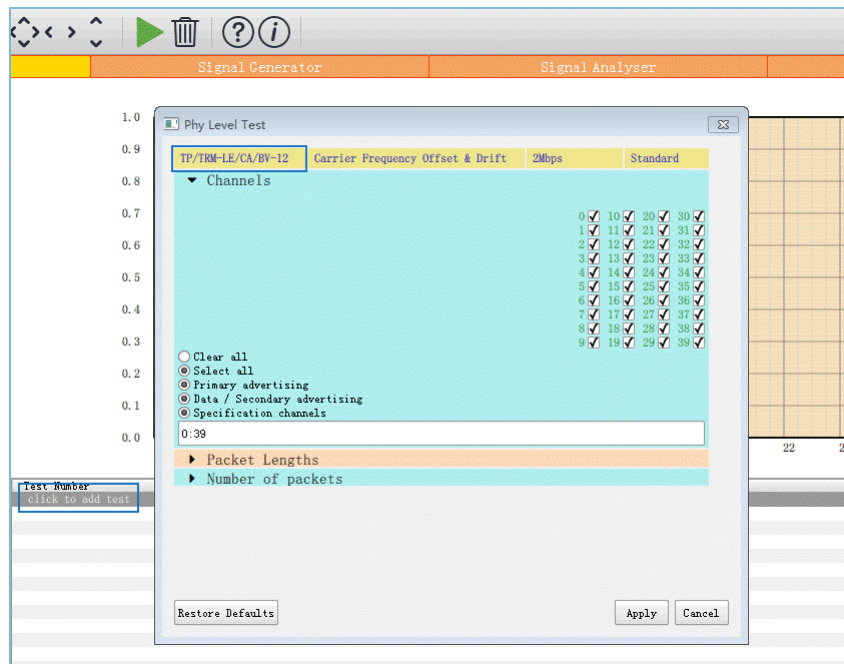 Signal Generator Signal Analyser
1.0
0.9
0.8
0.7
0.6
0.5
0.4
0.3
0.2
0.1
0.0
22
Phy Level Test
TP/TRM-LE/CA/BV-12 Carrier Frequency Offset & Drift 2Mbps Standard
Channels
0 10 20 30
1 11 21 31
2 12 22 32
3 13 23 33
4 14 24 34
5 15 25 35
6 16 26 36
7 17 27 37
8 18 28 38
9 19 29 39
Clear all
Select all
Primary advertising
Data / Secondary advertising
Specification channels
0:39
Packet Lengths
Number of packets
Restore Defaults Apply Cancel
Test Number
click to add test